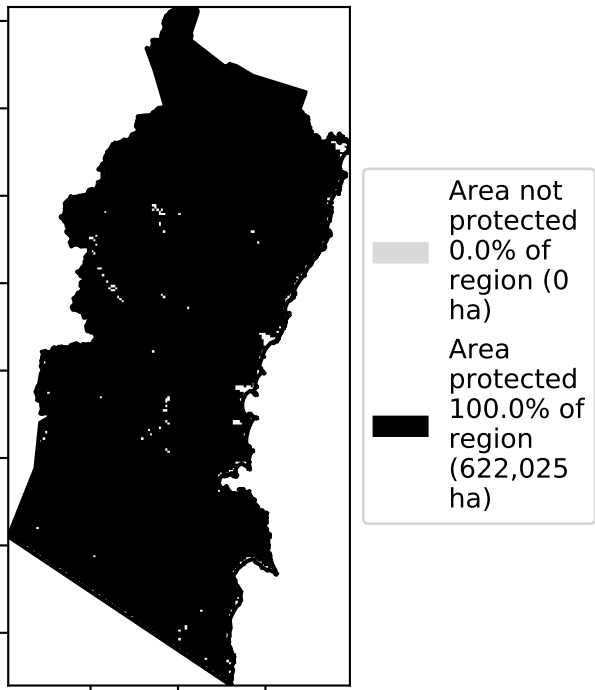 Area not
protected
0.0% of
region (0
ha)
Area
protected
100.0% of
region
(622,025
ha)